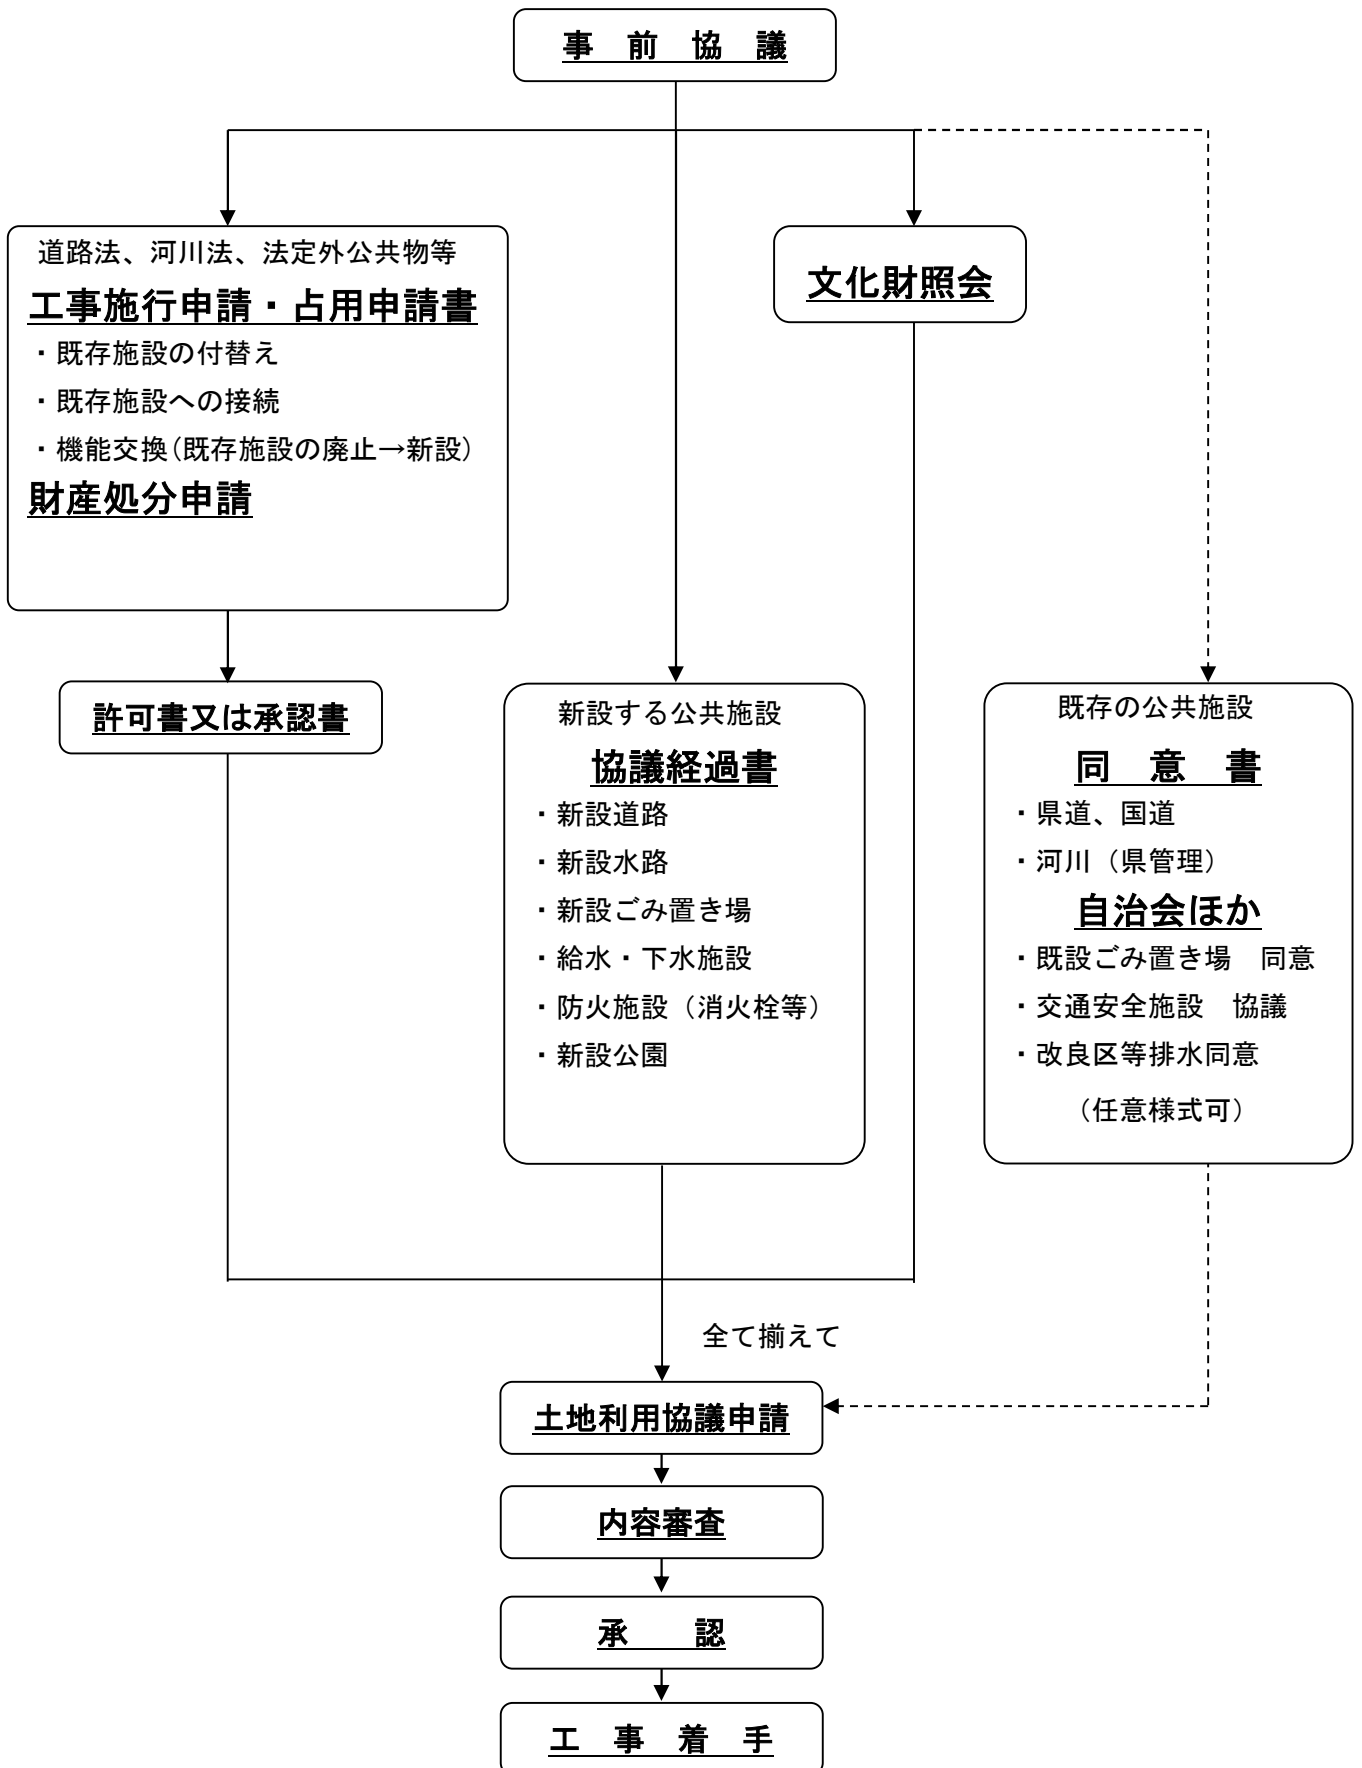 事　前　協　議
道路法、河川法、法定外公共物等
工事施行申請・占用申請書
・既存施設の付替え
・既存施設への接続
・機能交換(既存施設の廃止→新設)
財産処分申請
文化財照会
許可書又は承認書
新設する公共施設
協議経過書
・新設道路
・新設水路
・新設ごみ置き場
・給水・下水施設
・防火施設（消火栓等）
・新設公園
既存の公共施設
同　意　書
・県道、国道
・河川（県管理）
自治会ほか
・既設ごみ置き場　同意
・交通安全施設　協議
・改良区等排水同意
（任意様式可）
全て揃えて
土地利用協議申請
内容審査
承　　認
工　事　着　手